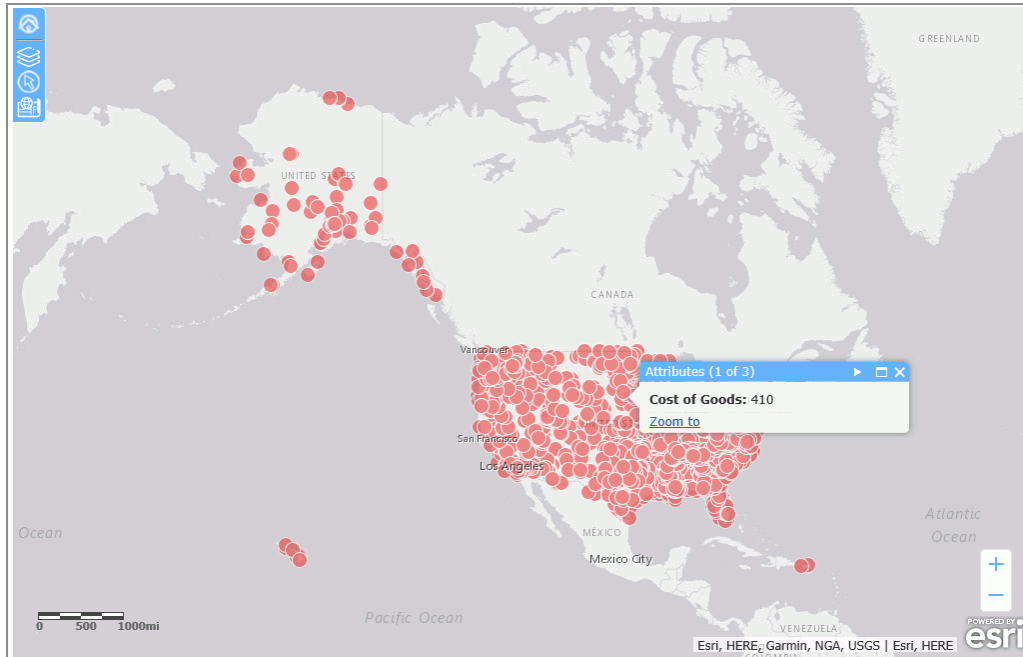 GREENLAND
UNITED STATES
CANADA
Vancouver
Attributes (1 of 3)
Cost of Goods: 410
Zoom to
San Francisco
Los Angeles
Ocean
Atlantic
Ocean
MÉXICO
Mexico City
Pacific Ocean
0 500 1000mi
VENEZUELA
+
−
POWERED BY
esri
Esri, HERE, Garmin, NGA, USGS | Esri, HERE
COLOMBIA